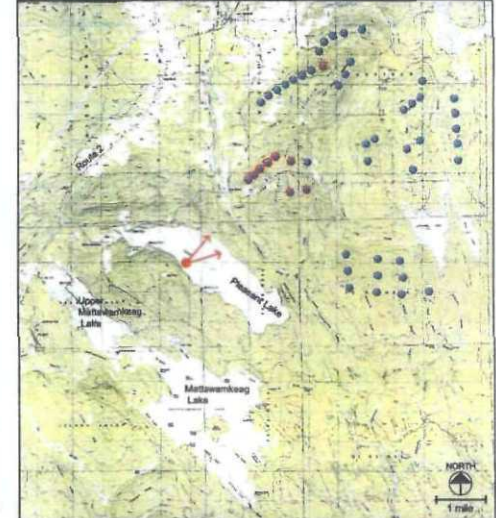 Route 2
Pleasant Lake
Upper
Mattawamkeag
Lake
Mattawamkeag
Lake
NORTH
1 mile